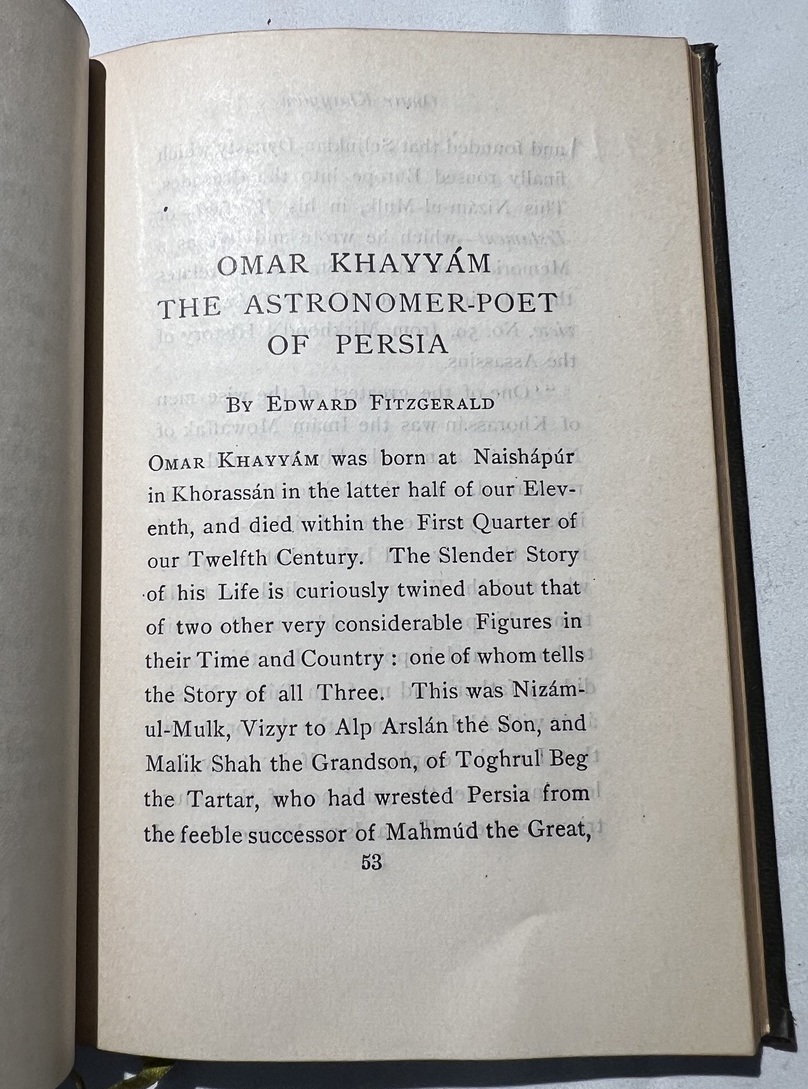 OMAR KHAYYÁM
THE ASTRONOMER-POET
OF PERSIA
By Edward Fitzgerald
Omar Khayyám was born at Naishápúr
in Khorassán in the latter half of our Elev-
enth, and died within the First Quarter of
our Twelfth Century. The Slender Story
of his Life is curiously twined about that
of two other very considerable Figures in
their Time and Country : one of whom tells
the Story of all Three. This was Nizám-
ul-Mulk, Vizyr to Alp Arslán the Son, and
Malik Shah the Grandson, of Toghrul Beg
the Tartar, who had wrested Persia from
the feeble successor of Mahmúd the Great,
53